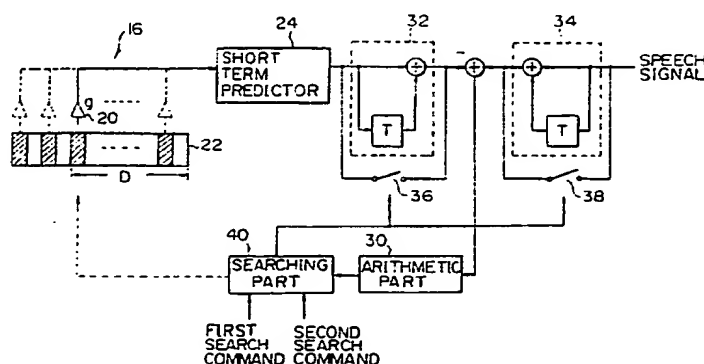 16
24
32
34
SHORT
TERM
PREDICTOR
SPEECH
SIGNAL
g
20
22
T
T
D
36
38
40
30
SEARCHING
PART
ARITHMETIC
PART
FIRST
SEARCH
COMMAND
SECOND
SEARCH
COMMAND